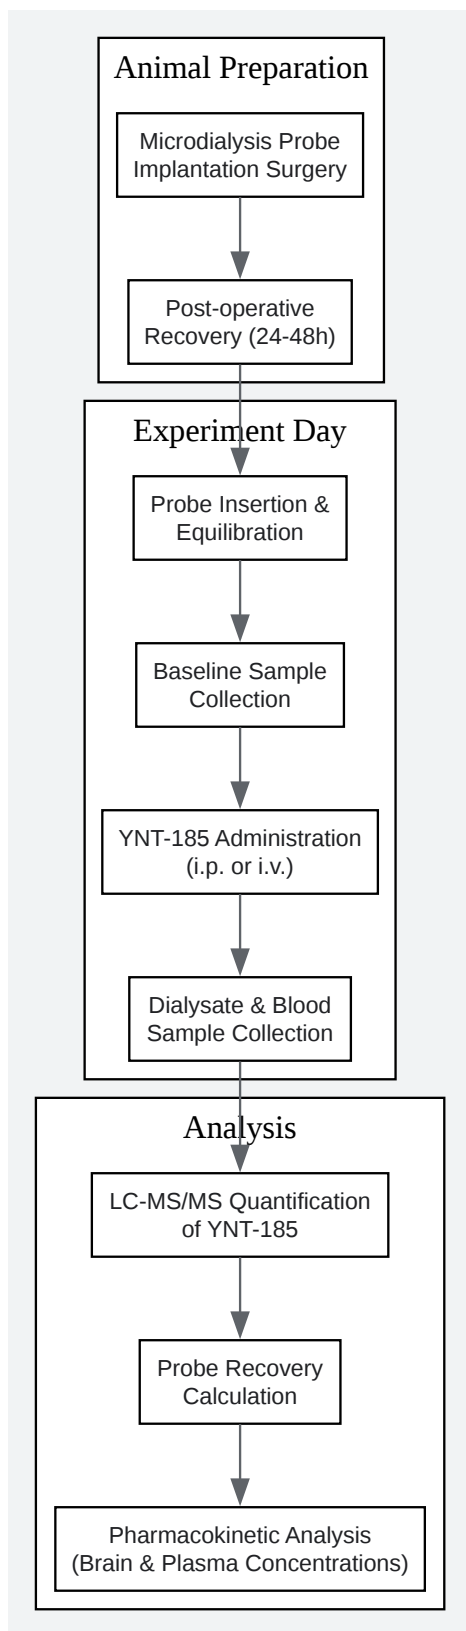 Animal Preparation
Microdialysis Probe
Implantation Surgery
Post-operative
Recovery (24-48h)
Experiment Day
Probe Insertion &
Equilibration
Baseline Sample
Collection
YNT-185 Administration
(i.p. or i.v.)
Dialysate & Blood
Sample Collection
Analysis
LC-MS/MS Quantification
of YNT-185
Probe Recovery
Calculation
Pharmacokinetic Analysis
(Brain & Plasma Concentrations)